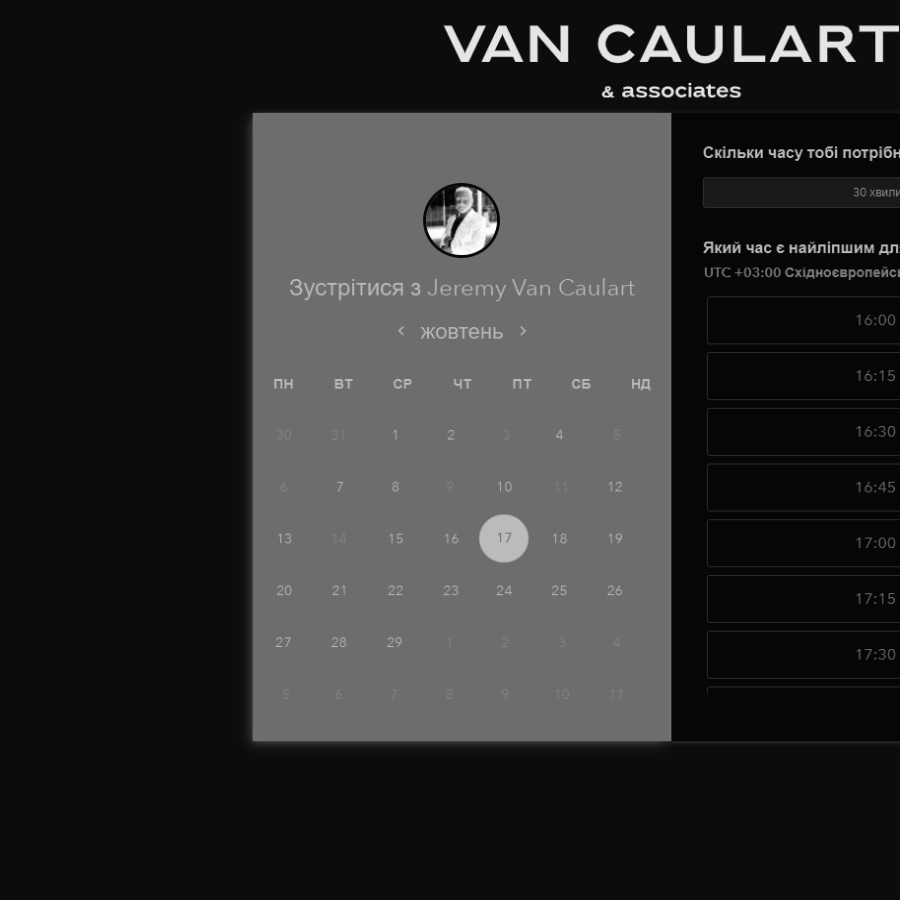 VAN CAULART
& associates
Зустрітися з Jeremy Van Caulart
жовтень
ПН ВТ СР ЧТ ПТ СБ НД
30 31 1 2 3 4 5
6 7 8 9 10 11 12
13 14 15 16 17 18 19
20 21 22 23 24 25 26
27 28 29 1 2 3 4
5 6 7 8 9 10 11
Скільки часу тобі потрібн
30 хвили
Який час є найліпшим дл
UTC +03:00 Східноєвропейс
16:00
16:15
16:30
16:45
17:00
17:15
17:30